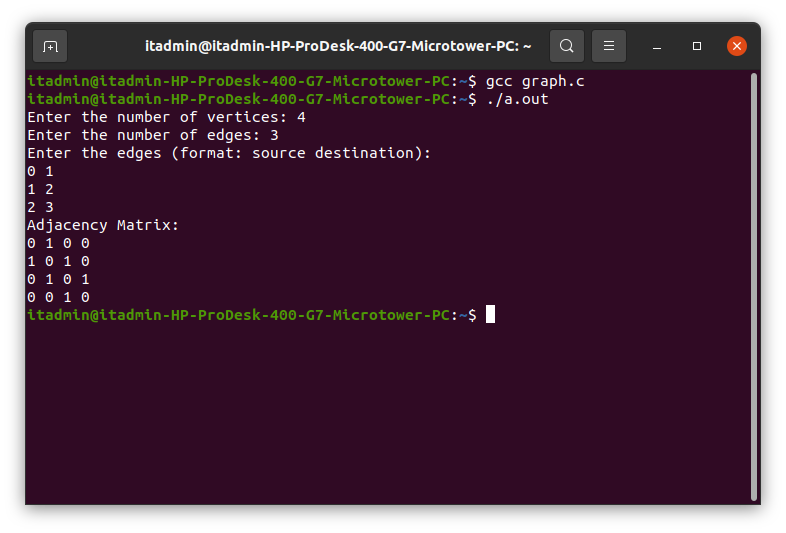 itadmin@itadmin-HP-ProDesk-400-G7-Microtower-PC: ~
itadmin@itadmin-HP-ProDesk-400-G7-Microtower-PC:~$ gcc graph.c
itadmin@itadmin-HP-ProDesk-400-G7-Microtower-PC:~$ ./a.out
Enter the number of vertices: 4
Enter the number of edges: 3
Enter the edges (format: source destination):
0 1
1 2
2 3
Adjacency Matrix:
0 1 0 0
1 0 1 0
0 1 0 1
0 0 1 0
itadmin@itadmin-HP-ProDesk-400-G7-Microtower-PC:~$